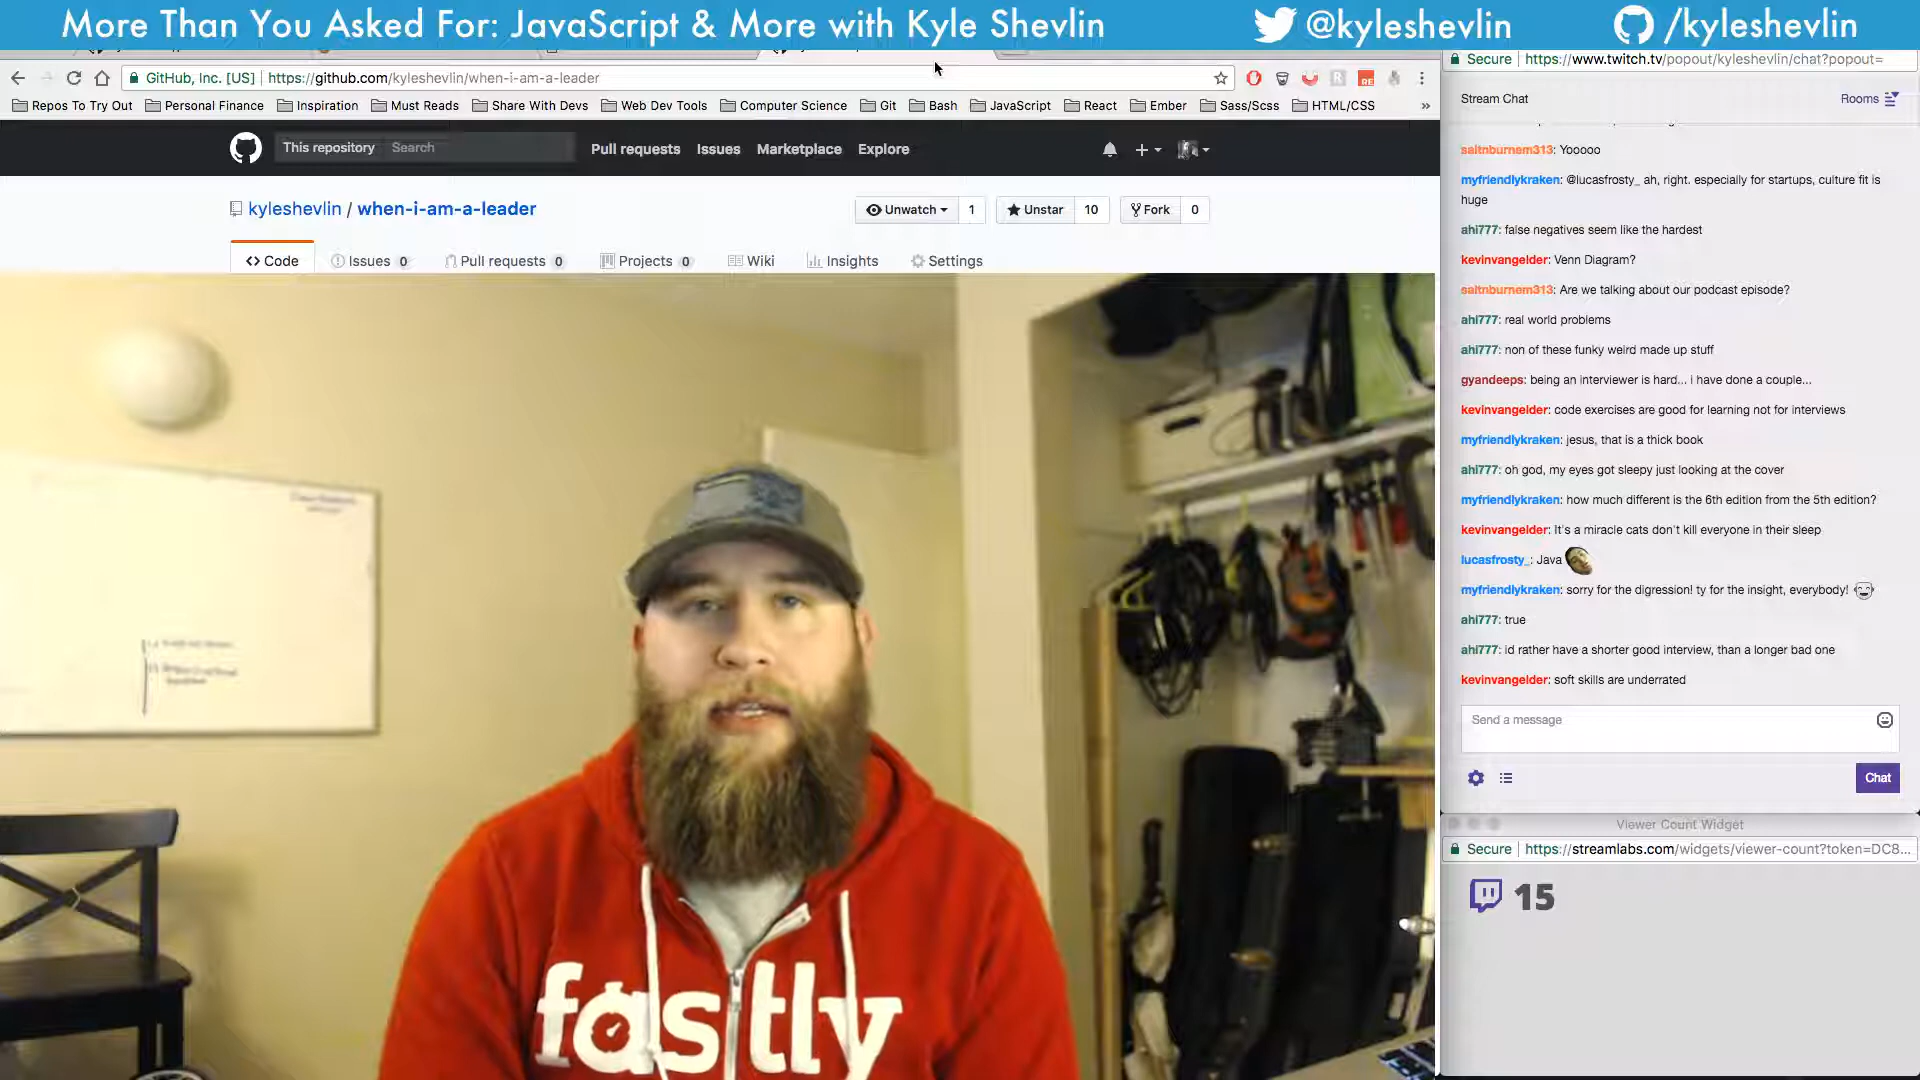 More Than You Asked For: JavaScript & More with Kyle Shevlin
@kyleshevlin
/kyleshevlin
GitHub, Inc. [US]
https://github.com/kyleshevlin/when-i-am-a-leader
Repos To Try Out
Personal Finance
Inspiration
Must Reads
Share With Devs
Web Dev Tools
Computer Science
Git
Bash
JavaScript
React
Ember
Sass/Scss
HTML/CSS
»
This repository
Search
Pull requests
Issues
Marketplace
Explore
kyleshevlin / when-i-am-a-leader
Unwatch
1
Unstar
10
Fork
0
<> Code
Issues 0
Pull requests 0
Projects 0
Wiki
Insights
Settings
fastly
Secure
https://www.twitch.tv/popout/kyleshevlin/chat?popout=
Stream Chat
Rooms
saltnburnem313: Yooooo
myfriendlykraken: @lucasfrosty_ ah, right. especially for startups, culture fit is
huge
ahi777: false negatives seem like the hardest
kevinvangelder: Venn Diagram?
saltnburnem313: Are we talking about our podcast episode?
ahi777: real world problems
ahi777: non of these funky weird made up stuff
gyandeeps: being an interviewer is hard... i have done a couple...
kevinvangelder: code exercises are good for learning not for interviews
myfriendlykraken: jesus, that is a thick book
ahi777: oh god, my eyes got sleepy just looking at the cover
myfriendlykraken: how much different is the 6th edition from the 5th edition?
kevinvangelder: It's a miracle cats don't kill everyone in their sleep
lucasfrosty_: Java
myfriendlykraken: sorry for the digression! ty for the insight, everybody!
ahi777: true
ahi777: id rather have a shorter good interview, than a longer bad one
kevinvangelder: soft skills are underrated
Send a message
Chat
Viewer Count Widget
Secure
https://streamlabs.com/widgets/viewer-count?token=DC8...
15